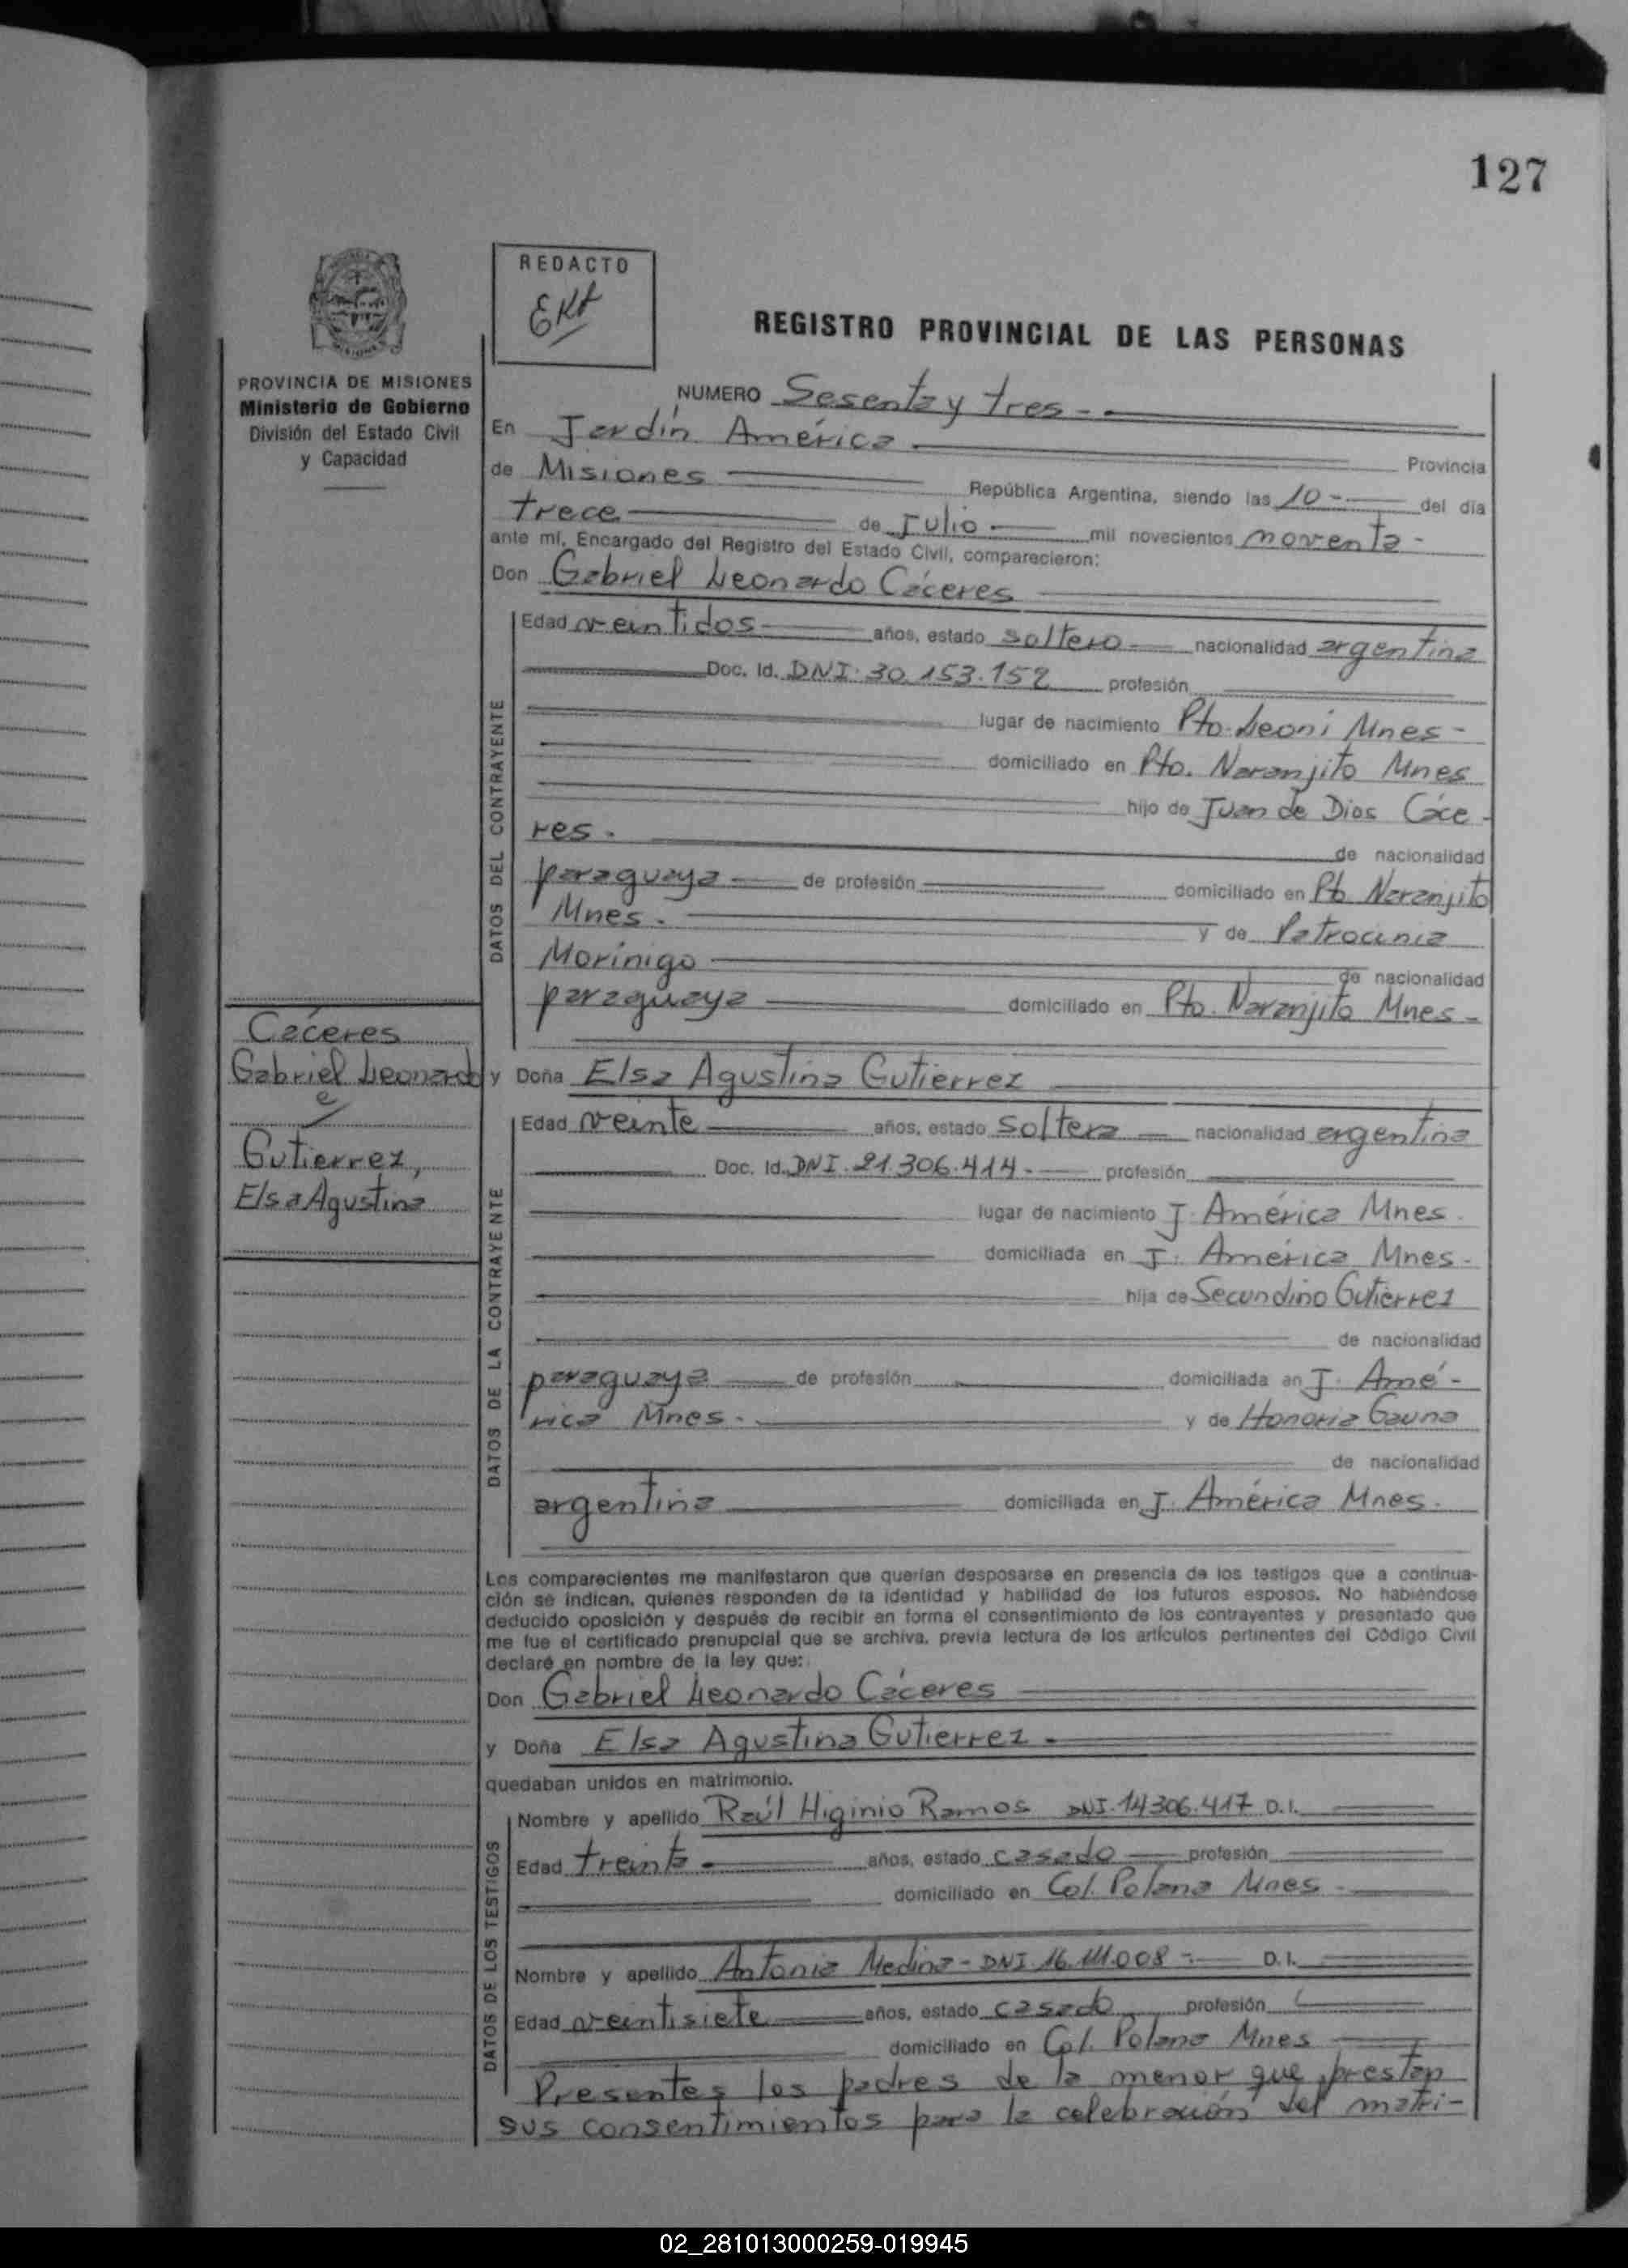 127
REDACTO
EKA
REGISTRO PROVINCIAL DE LAS PERSONAS
PROVINCIA DE MISIONES
Ministerio de Gobierno
División del Estado Civil
y Capacidad
NUMERO Sesenta y tres -
En Jardín América Provincia
de Misiones República Argentina, siendo las 10 - del día
trece de Julio mil novecientos noventa -
ante mí, Encargado del Registro del Estado Civil, comparecieron:
Don Gabriel Leonardo Cáceres
DATOS DEL CONTRAYENTE
Edad veintidos años, estado soltero nacionalidad argentina
Doc. Id. DNI. 30.153.152 profesión
lugar de nacimiento Pto. Leoni Mnes -
domiciliado en Pto. Naranjito Mnes
hijo de Juan de Dios Cáce-
res. de nacionalidad
paraguaya de profesión domiciliado en Pto Naranjito
Mnes. y de Patrocinia
Morínigo de nacionalidad
paraguaya domiciliado en Pto. Naranjito Mnes -
Cáceres
Gabriel Leonardo
e
Gutierrez,
Elsa Agustina
y Doña Elsa Agustina Gutierrez
DATOS DE LA CONTRAYENTE
Edad veinte años, estado soltera nacionalidad argentina
Doc. Id. DNI. 21.306.414. profesión
lugar de nacimiento J. América Mnes.
domiciliada en J. América Mnes.
hija de Secundino Gutierrez
de nacionalidad
paraguaya de profesión domiciliada en J. Amé-
rica Mnes. y de Honoria Gauna
de nacionalidad
argentina domiciliada en J. América Mnes.
Los comparecientes me manifestaron que querían desposarse en presencia de los testigos que a continua-
ción se indican, quienes responden de la identidad y habilidad de los futuros esposos. No habiéndose
deducido oposición y después de recibir en forma el consentimiento de los contrayentes y presentado que
me fue el certificado prenupcial que se archiva, previa lectura de los artículos pertinentes del Código Civil
declaré en nombre de la ley que:
Don Gabriel Leonardo Cáceres
y Doña Elsa Agustina Gutierrez.
quedaban unidos en matrimonio.
DATOS DE LOS TESTIGOS
Nombre y apellido Raúl Higinio Ramos DNI. 14.306.417 D.I.
Edad treinta años, estado casado profesión
domiciliado en Col. Polana Mnes
Nombre y apellido Antonia Medina - DNI. 16.111.008 - D.I.
Edad veintisiete años, estado casado profesión
domiciliado en Col. Polana Mnes
Presentes los padres de la menor que prestan
sus consentimientos para la celebración del matri-
02_281013000259-019945